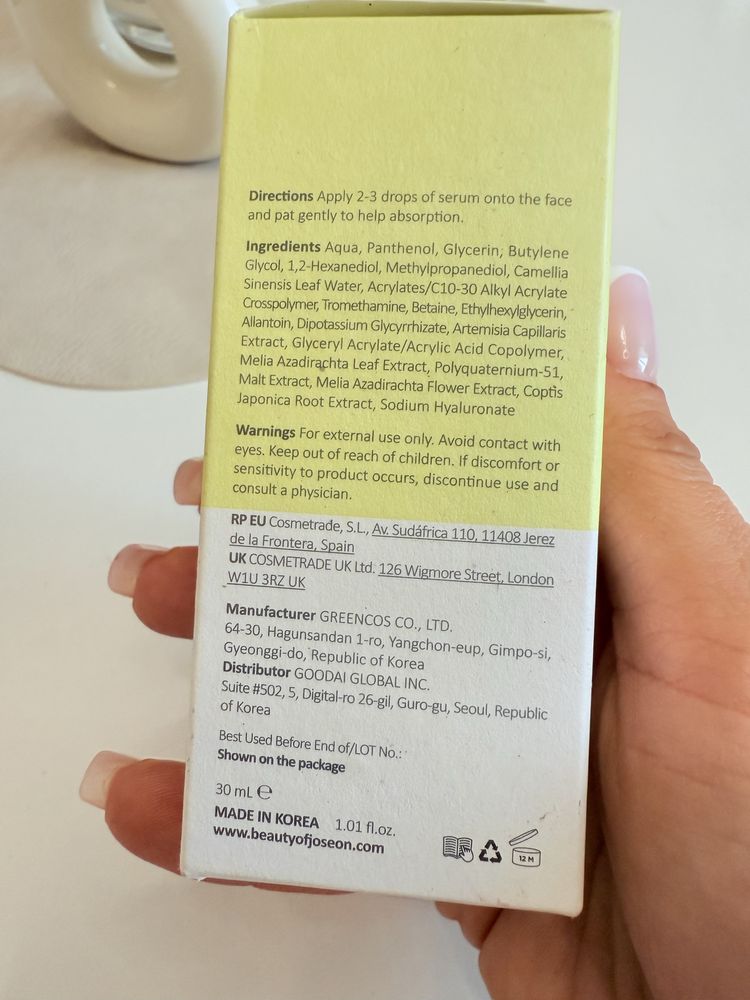 Directions Apply 2-3 drops of serum onto the face
and pat gently to help absorption.
Ingredients Aqua, Panthenol, Glycerin, Butylene
Glycol, 1,2-Hexanediol, Methylpropanediol, Camellia
Sinensis Leaf Water, Acrylates/C10-30 Alkyl Acrylate
Crosspolymer, Tromethamine, Betaine, Ethylhexylglycerin,
Allantoin, Dipotassium Glycyrrhizate, Artemisia Capillaris
Extract, Glyceryl Acrylate/Acrylic Acid Copolymer,
Melia Azadirachta Leaf Extract, Polyquaternium-51,
Malt Extract, Melia Azadirachta Flower Extract, Coptis
Japonica Root Extract, Sodium Hyaluronate
Warnings For external use only. Avoid contact with
eyes. Keep out of reach of children. If discomfort or
sensitivity to product occurs, discontinue use and
consult a physician.
RP EU Cosmetrade, S.L., Av. Sudáfrica 110, 11408 Jerez
de la Frontera, Spain
UK COSMETRADE UK Ltd. 126 Wigmore Street, London
W1U 3RZ UK
Manufacturer GREENCOS CO., LTD.
64-30, Hagunsandan 1-ro, Yangchon-eup, Gimpo-si,
Gyeonggi-do, Republic of Korea
Distributor GOODAI GLOBAL INC.
Suite #502, 5, Digital-ro 26-gil, Guro-gu, Seoul, Republic
of Korea
Best Used Before End of/LOT No.:
Shown on the package
30 mL ℮
MADE IN KOREA 1.01 fl.oz.
www.beautyofjoseon.com
12 M